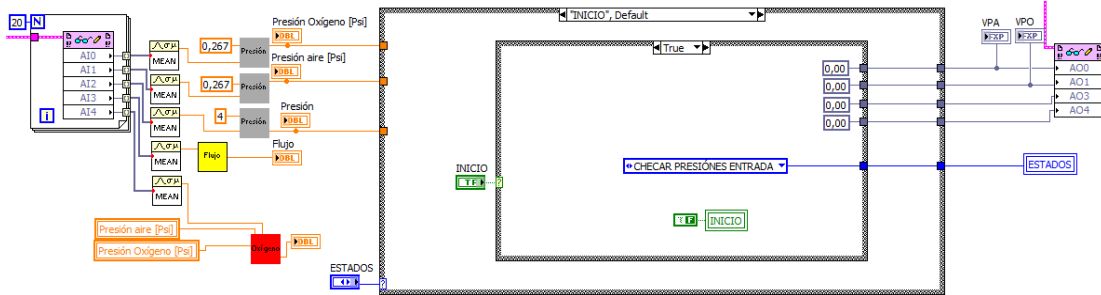 20
N
AI0
AI1
AI2
AI3
AI4
i
MEAN
MEAN
MEAN
MEAN
MEAN
0,267
Presión
Presión Oxígeno [Psi]
DBL
0,267
Presión
Presión aire [Psi]
DBL
4
Presión
Presión
DBL
Flujo
Flujo
DBL
Presión aire [Psi]
Presión Oxígeno [Psi]
Oxígeno
DBL
ESTADOS
?
"INICIO", Default
True
INICIO
TF
?
0,00
0,00
0,00
0,00
CHECAR PRESIÓNES ENTRADA
F
INICIO
VPA
FXP
VPO
FXP
AO0
AO1
AO3
AO4
ESTADOS